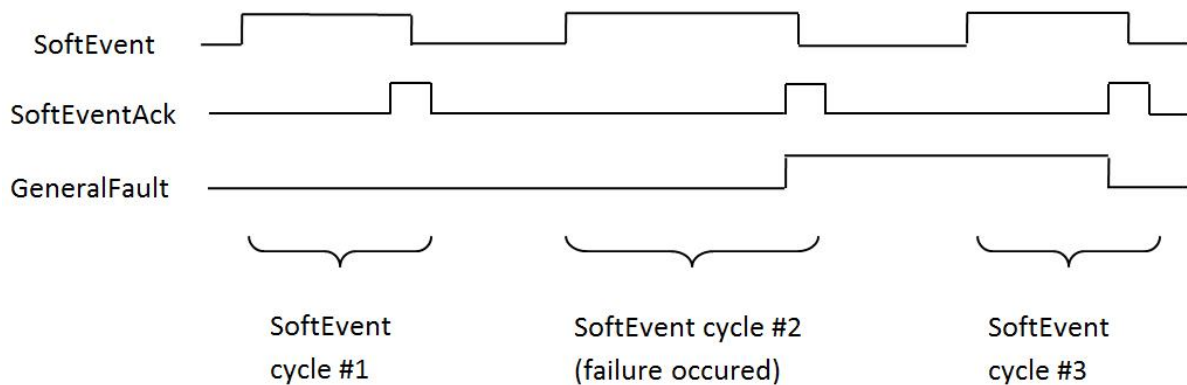 SoftEvent
SoftEventAck
GeneralFault
SoftEvent
cycle #1
SoftEvent cycle #2
(failure occured)
SoftEvent
cycle #3